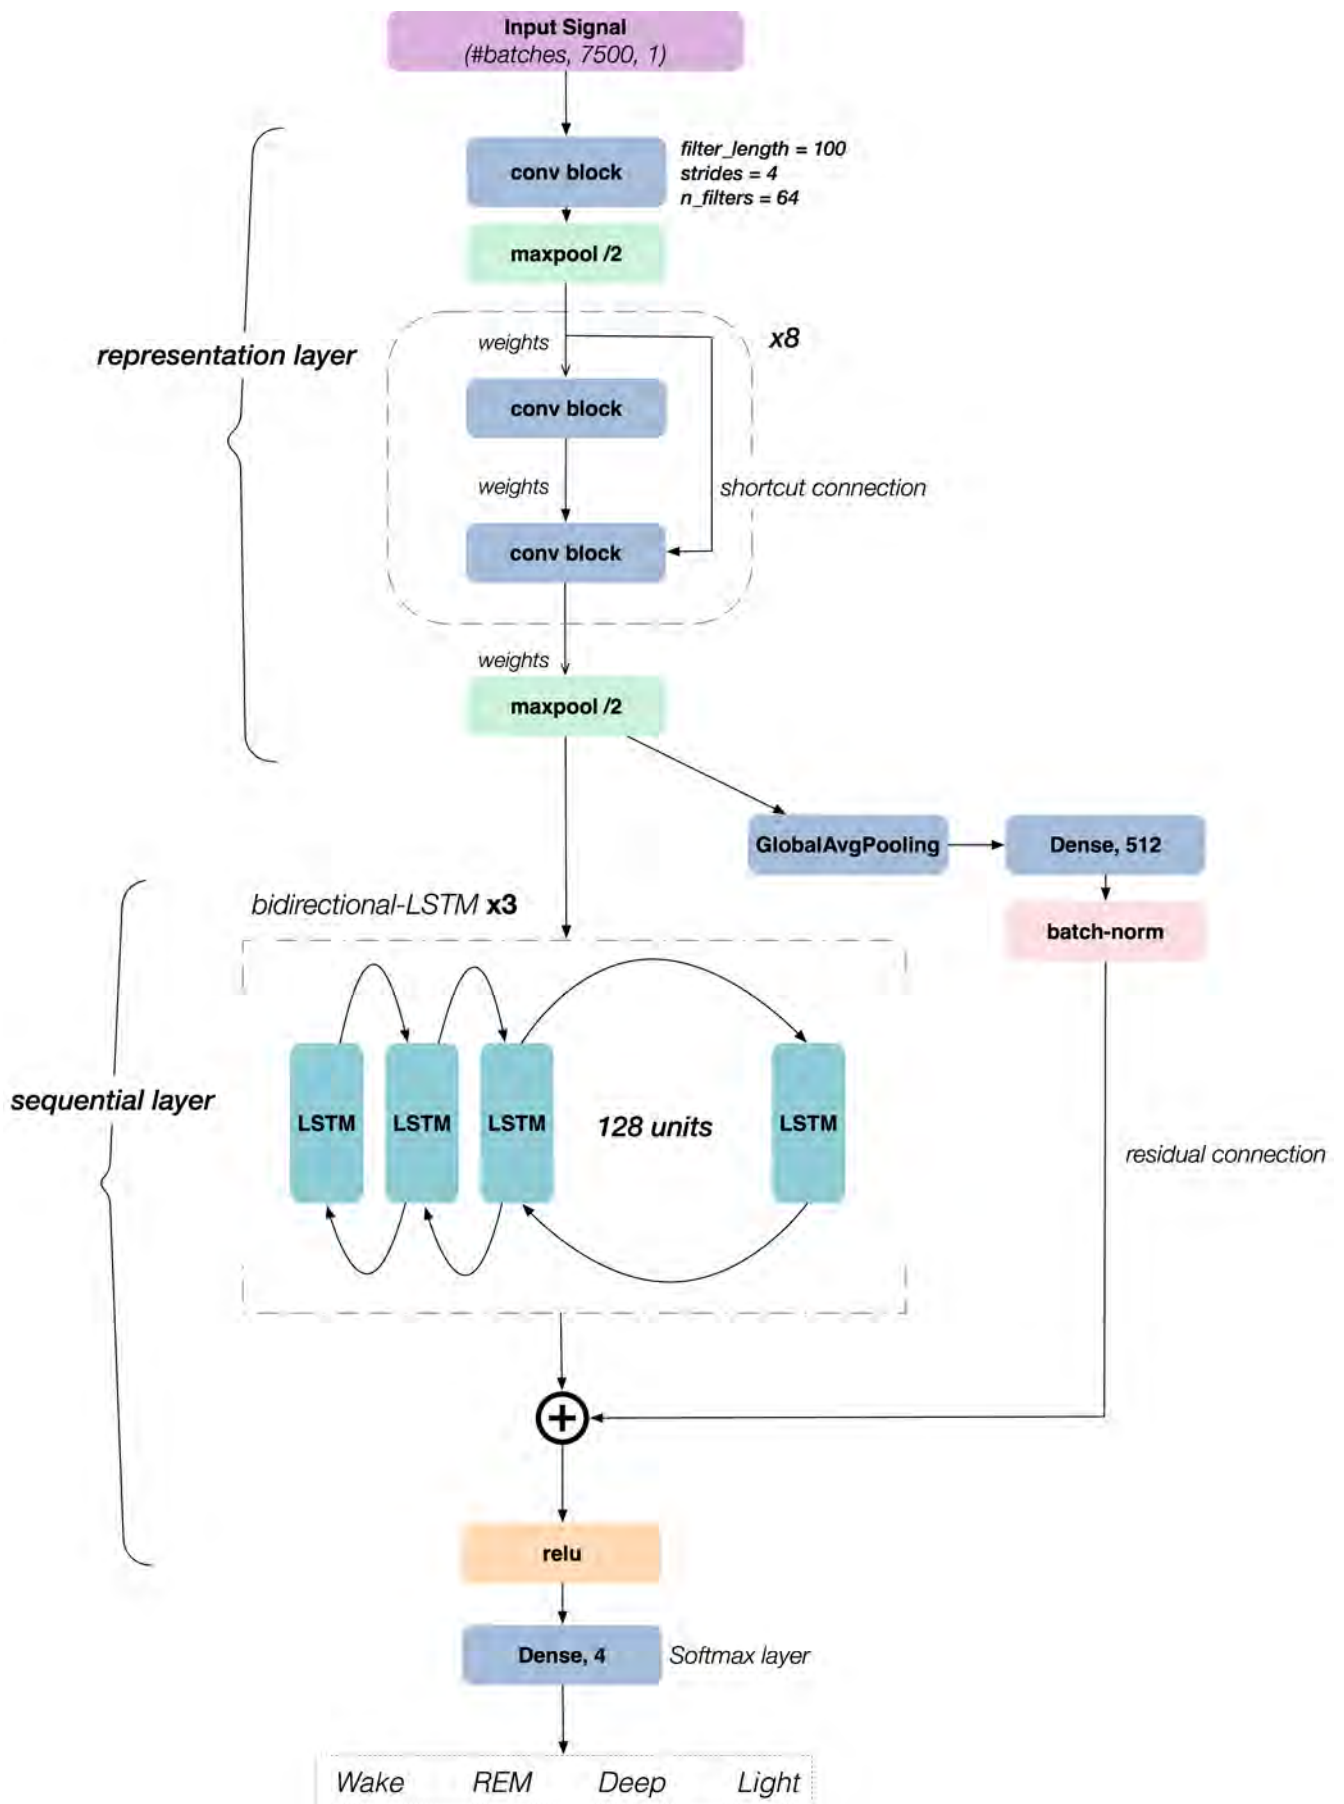 Input Signal
(#batches, 7500, 1)
conv block
filter_length = 100
strides = 4
n_filters = 64
maxpool /2
representation layer
x8
weights
conv block
weights
shortcut connection
conv block
weights
maxpool /2
GlobalAvgPooling
Dense, 512
batch-norm
bidirectional-LSTM x3
sequential layer
LSTM
LSTM
LSTM
128 units
LSTM
residual connection
+
relu
Dense, 4
Softmax layer
Wake REM Deep Light